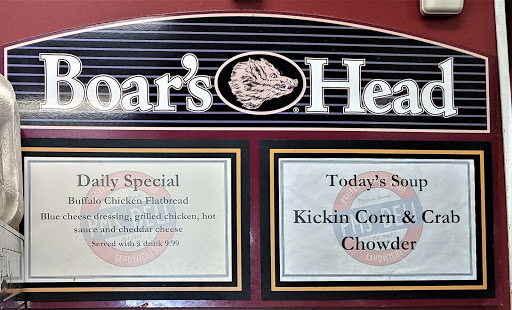 Boar's Head
Daily Special
Buffalo Chicken Flatbread
Blue cheese dressing, grilled chicken, hot
sauce and cheddar cheese
Served with a drink 9.99
Today's Soup
Kickin Corn & Crab
Chowder